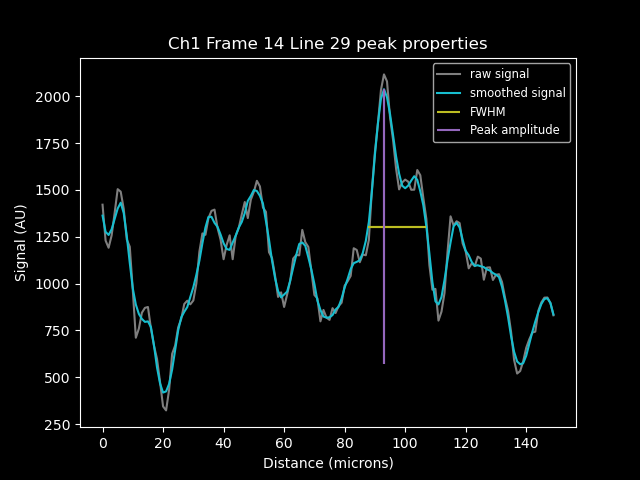 Ch1 Frame 14 Line 29 peak properties
raw signal
smoothed signal
FWHM
Peak amplitude
Signal (AU)
2000
1750
1500
1250
1000
750
500
250
0 20 40 60 80 100 120 140
Distance (microns)